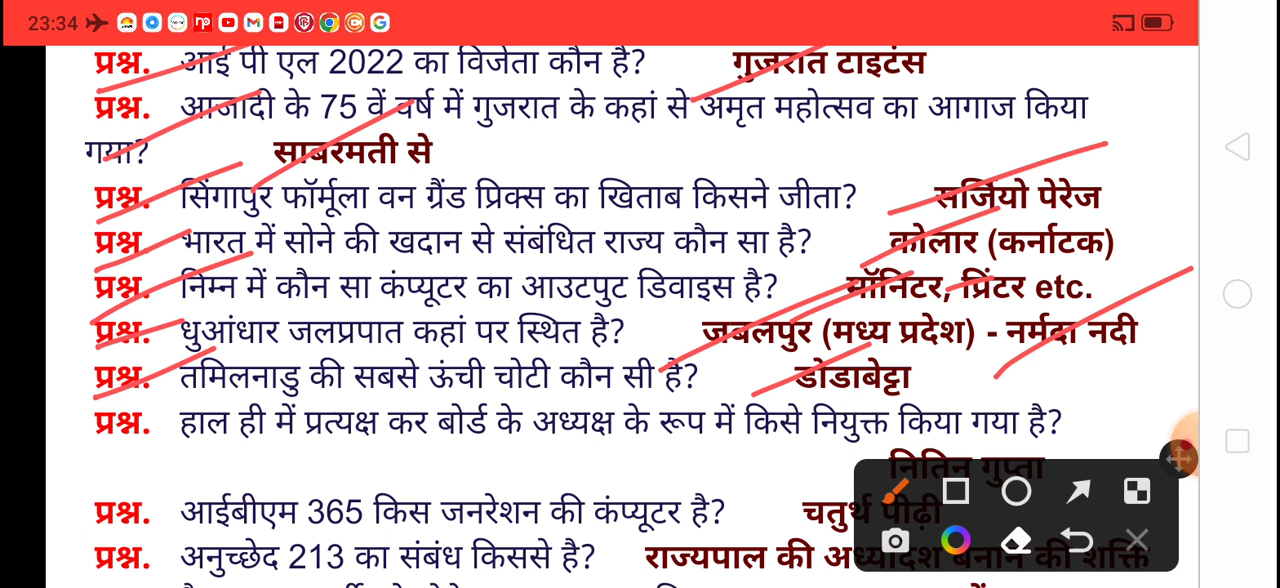 23:34
प्रश्न. आई पी एल 2022 का विजेता कौन है? गुजरात टाइटंस
प्रश्न. आजादी के 75 वें वर्ष में गुजरात के कहां से अमृत महोत्सव का आगाज किया
गया? साबरमती से
प्रश्न. सिंगापुर फॉर्मूला वन ग्रैंड प्रिक्स का खिताब किसने जीता? सर्जियो पेरेज
प्रश्न. भारत में सोने की खदान से संबंधित राज्य कौन सा है? कोलार (कर्नाटक)
प्रश्न. निम्न में कौन सा कंप्यूटर का आउटपुट डिवाइस है? मॉनिटर, प्रिंटर etc.
प्रश्न. धुआंधार जलप्रपात कहां पर स्थित है? जबलपुर (मध्य प्रदेश) - नर्मदा नदी
प्रश्न. तमिलनाडु की सबसे ऊंची चोटी कौन सी है? डोडाबेट्टा
प्रश्न. हाल ही में प्रत्यक्ष कर बोर्ड के अध्यक्ष के रूप में किसे नियुक्त किया गया है?
नितिन गुप्ता
प्रश्न. आईबीएम 365 किस जनरेशन की कंप्यूटर है? चतुर्थ पीढ़ी
प्रश्न. अनुच्छेद 213 का संबंध किससे है? राज्यपाल की अध्यादेश बनाने की शक्ति